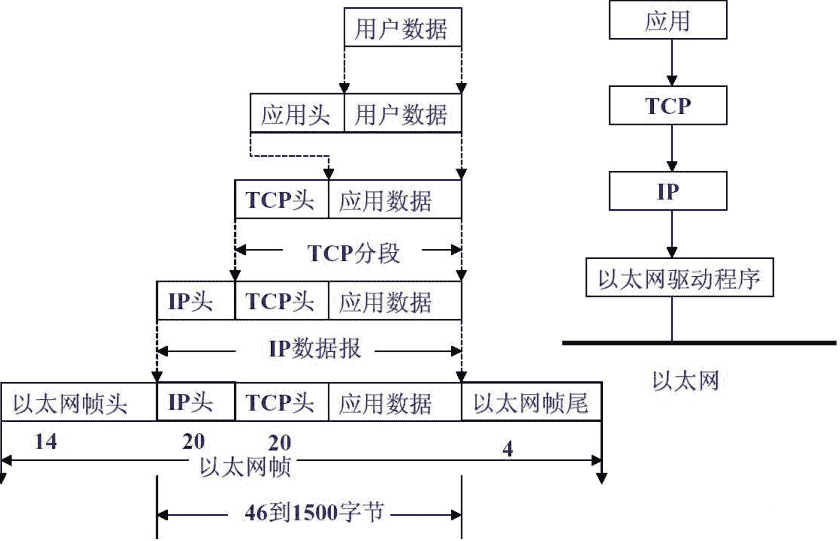 用户数据
应用头 用户数据
TCP头 应用数据
TCP分段
IP头 TCP头 应用数据
IP数据报
以太网帧头 IP头 TCP头 应用数据 以太网帧尾
14 20 20 4
以太网帧
46到1500字节
应用
TCP
IP
以太网驱动程序
以太网